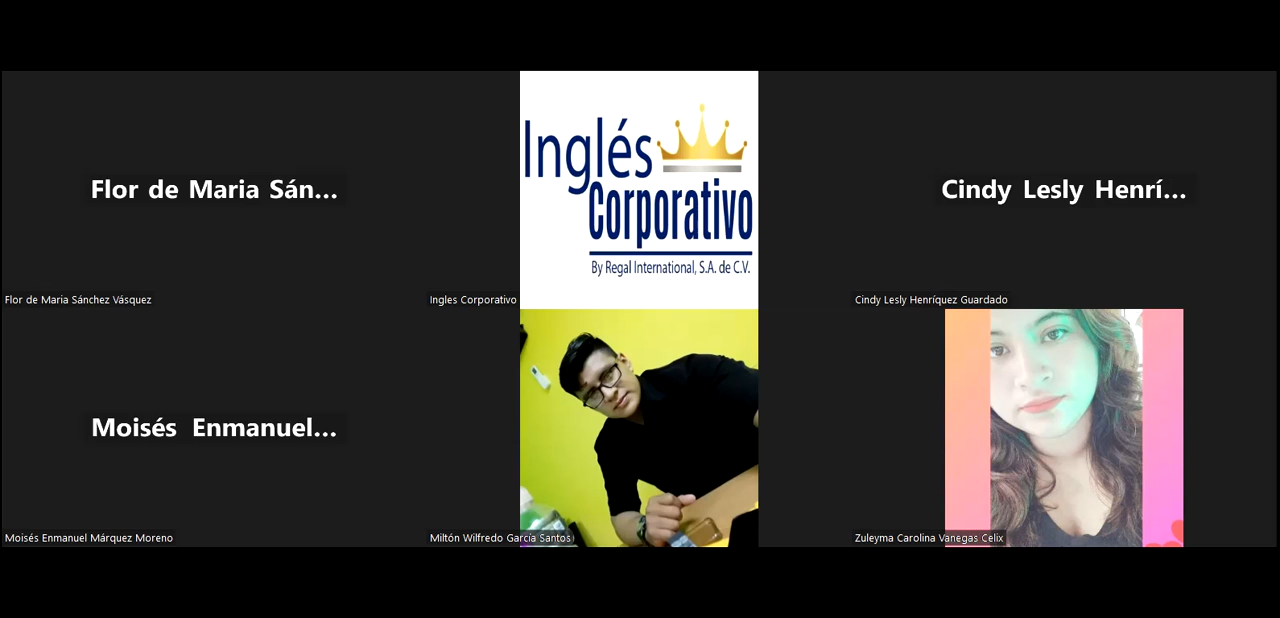 Flor de Maria Sán...
Flor de Maria Sánchez Vásquez
Inglés
Corporativo
By Regal International, S.A. de C.V.
Ingles Corporativo
Cindy Lesly Henrí...
Cindy Lesly Henríquez Guardado
Moisés Enmanuel...
Moisés Enmanuel Márquez Moreno
Miltón Wilfredo García Santos
Zuleyma Carolina Vanegas Celix